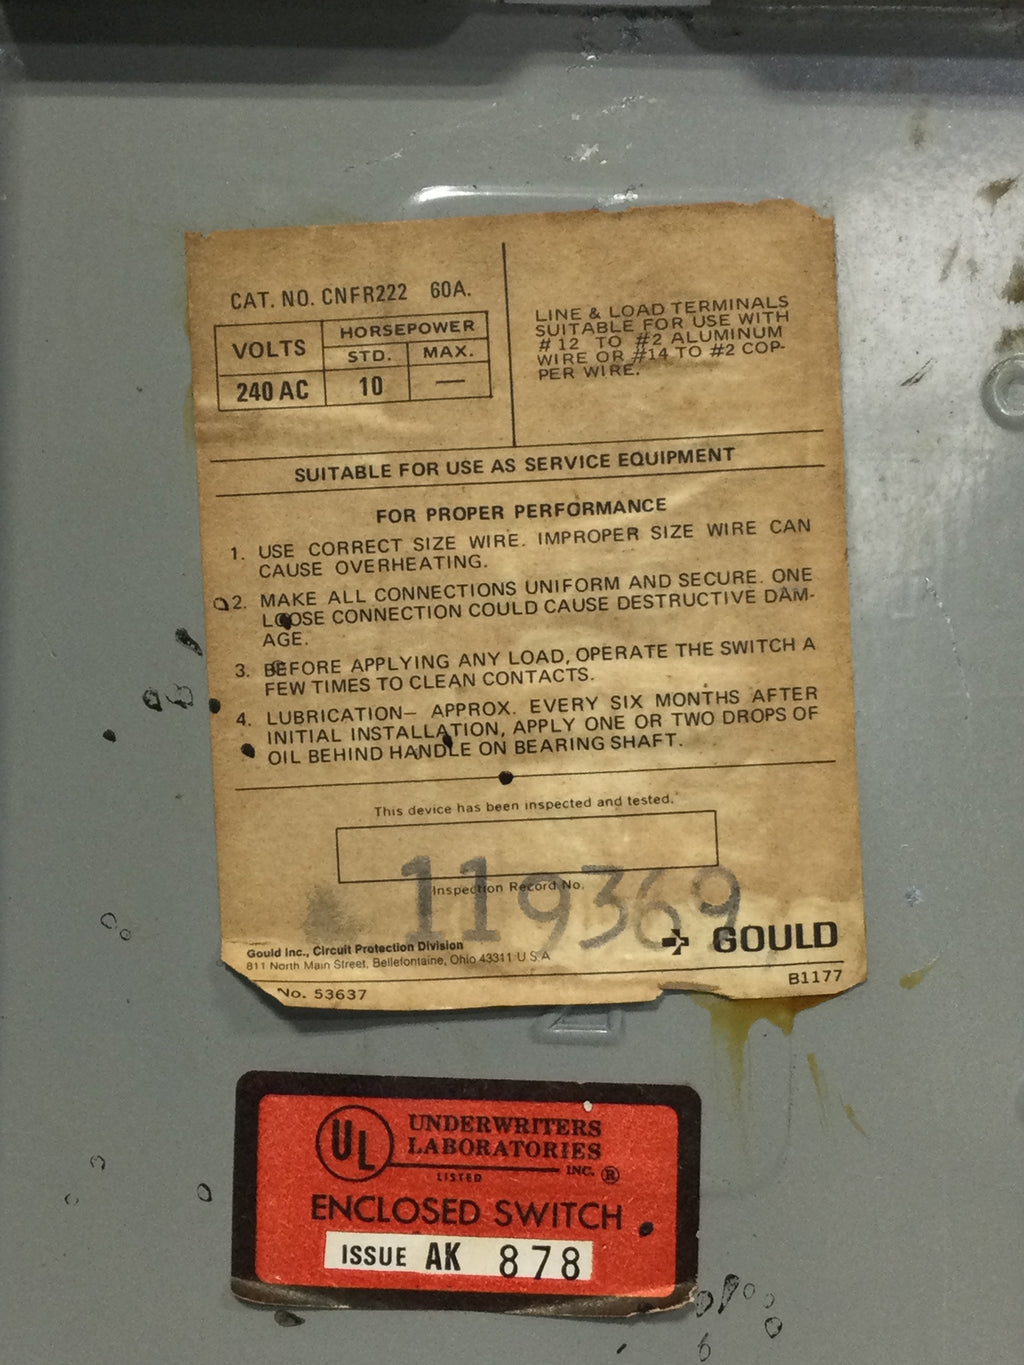 CAT. NO. CNFR222 60A.
VOLTS
HORSEPOWER
STD. MAX.
240 AC 10 —
LINE & LOAD TERMINALS
SUITABLE FOR USE WITH
# 12 TO #2 ALUMINUM
WIRE OR #14 TO #2 COP-
PER WIRE.
SUITABLE FOR USE AS SERVICE EQUIPMENT
FOR PROPER PERFORMANCE
1. USE CORRECT SIZE WIRE. IMPROPER SIZE WIRE CAN
CAUSE OVERHEATING.
2. MAKE ALL CONNECTIONS UNIFORM AND SECURE. ONE
LOOSE CONNECTION COULD CAUSE DESTRUCTIVE DAM-
AGE.
3. BEFORE APPLYING ANY LOAD, OPERATE THE SWITCH A
FEW TIMES TO CLEAN CONTACTS.
4. LUBRICATION— APPROX. EVERY SIX MONTHS AFTER
INITIAL INSTALLATION, APPLY ONE OR TWO DROPS OF
OIL BEHIND HANDLE ON BEARING SHAFT.
This device has been inspected and tested.
119369
Inspection Record No.
GOULD
Gould Inc., Circuit Protection Division
811 North Main Street, Bellefontaine, Ohio 43311 U S A
No. 53637
B1177
UL
UNDERWRITERS
LABORATORIES
INC. ®
LISTED
ENCLOSED SWITCH
ISSUE AK 878